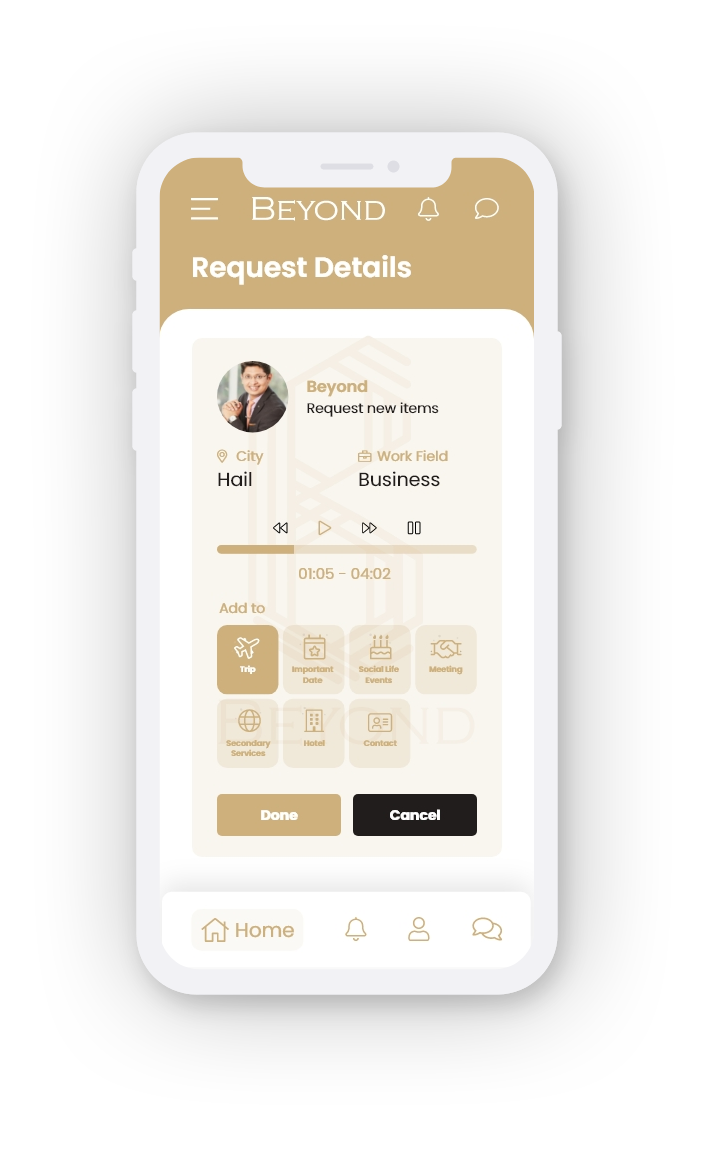 BEYOND
Request Details
Beyond
Request new items
City
Work Field
Hail
Business
01:05 - 04:02
Add to
Trip
Important
Date
Social Life
Events
Meeting
Secondary
Services
Hotel
Contact
BEYOND
Done
Cancel
Home